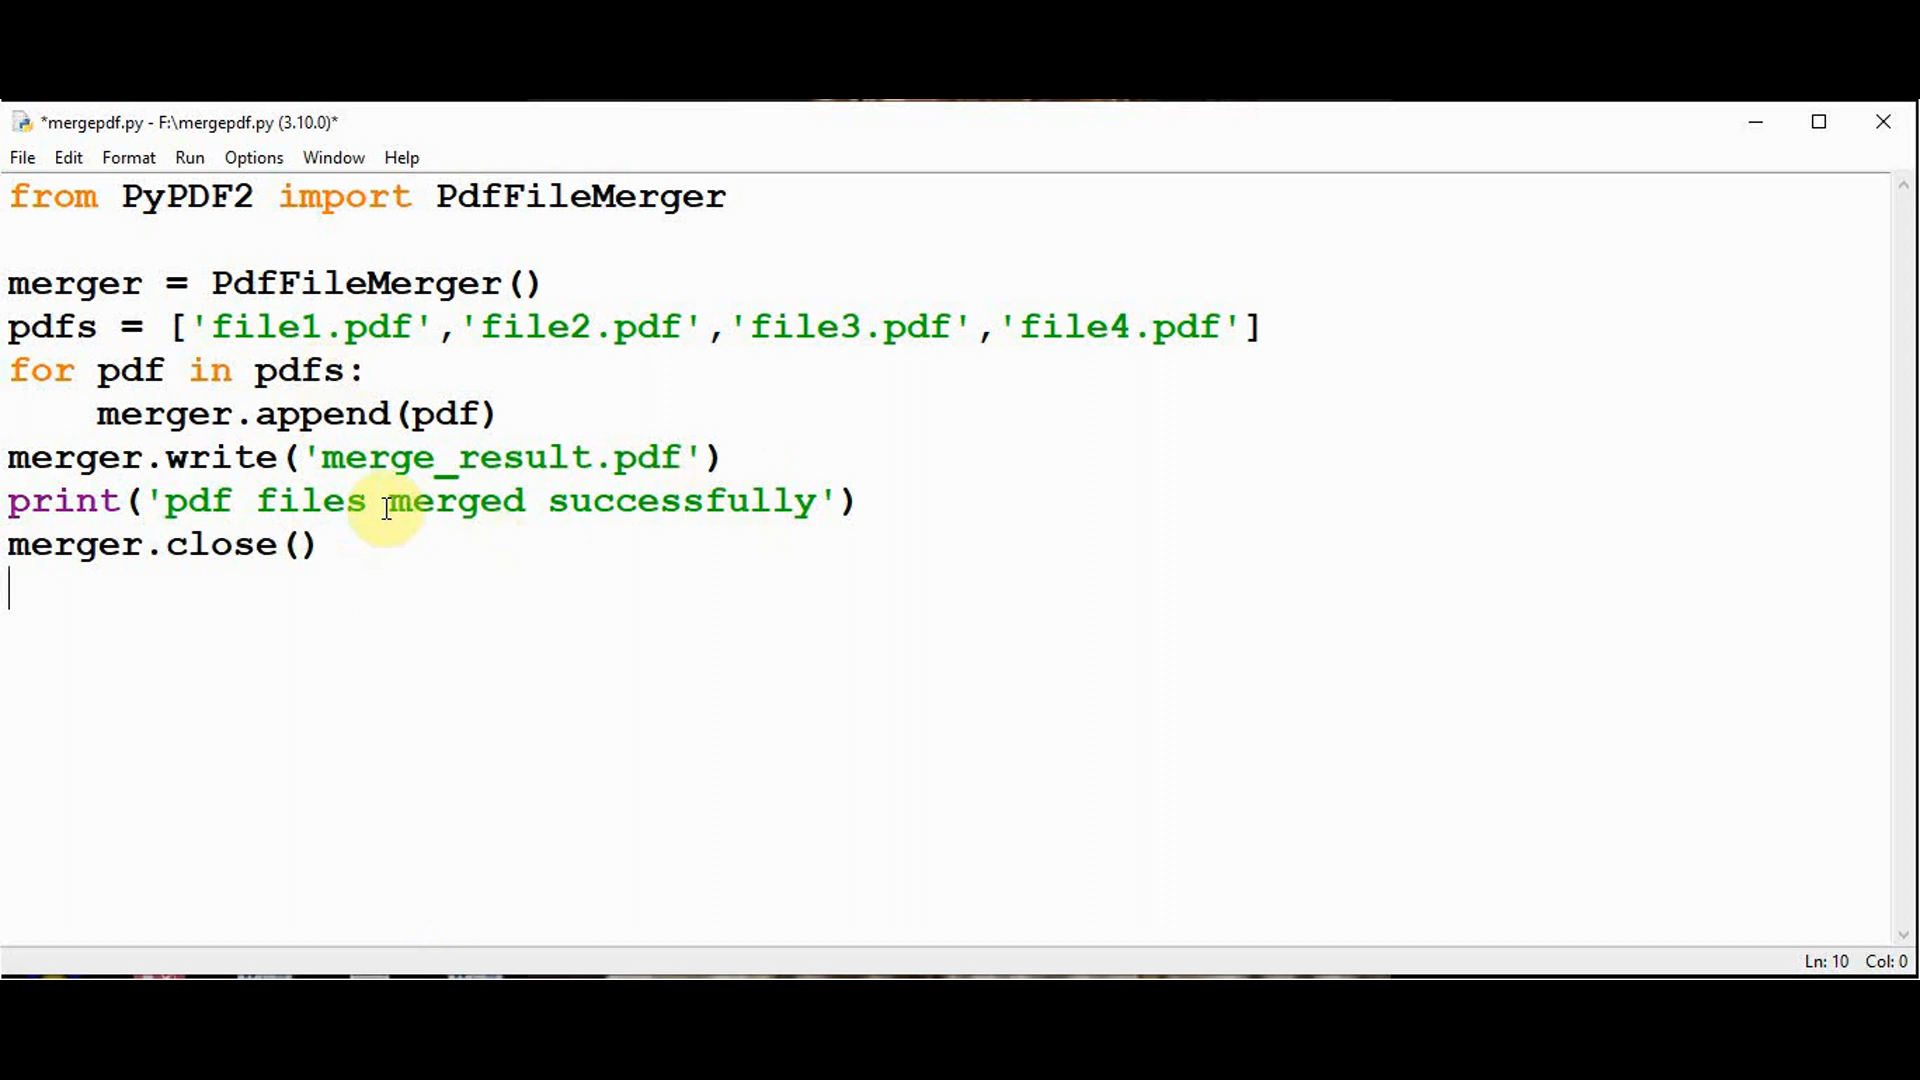 *mergepdf.py - F:\mergepdf.py (3.10.0)*
File Edit Format Run Options Window Help
from PyPDF2 import PdfFileMerger
merger = PdfFileMerger()
pdfs = ['file1.pdf','file2.pdf','file3.pdf','file4.pdf']
for pdf in pdfs:
    merger.append(pdf)
merger.write('merge_result.pdf')
print('pdf files merged successfully')
merger.close()
Ln: 10 Col: 0